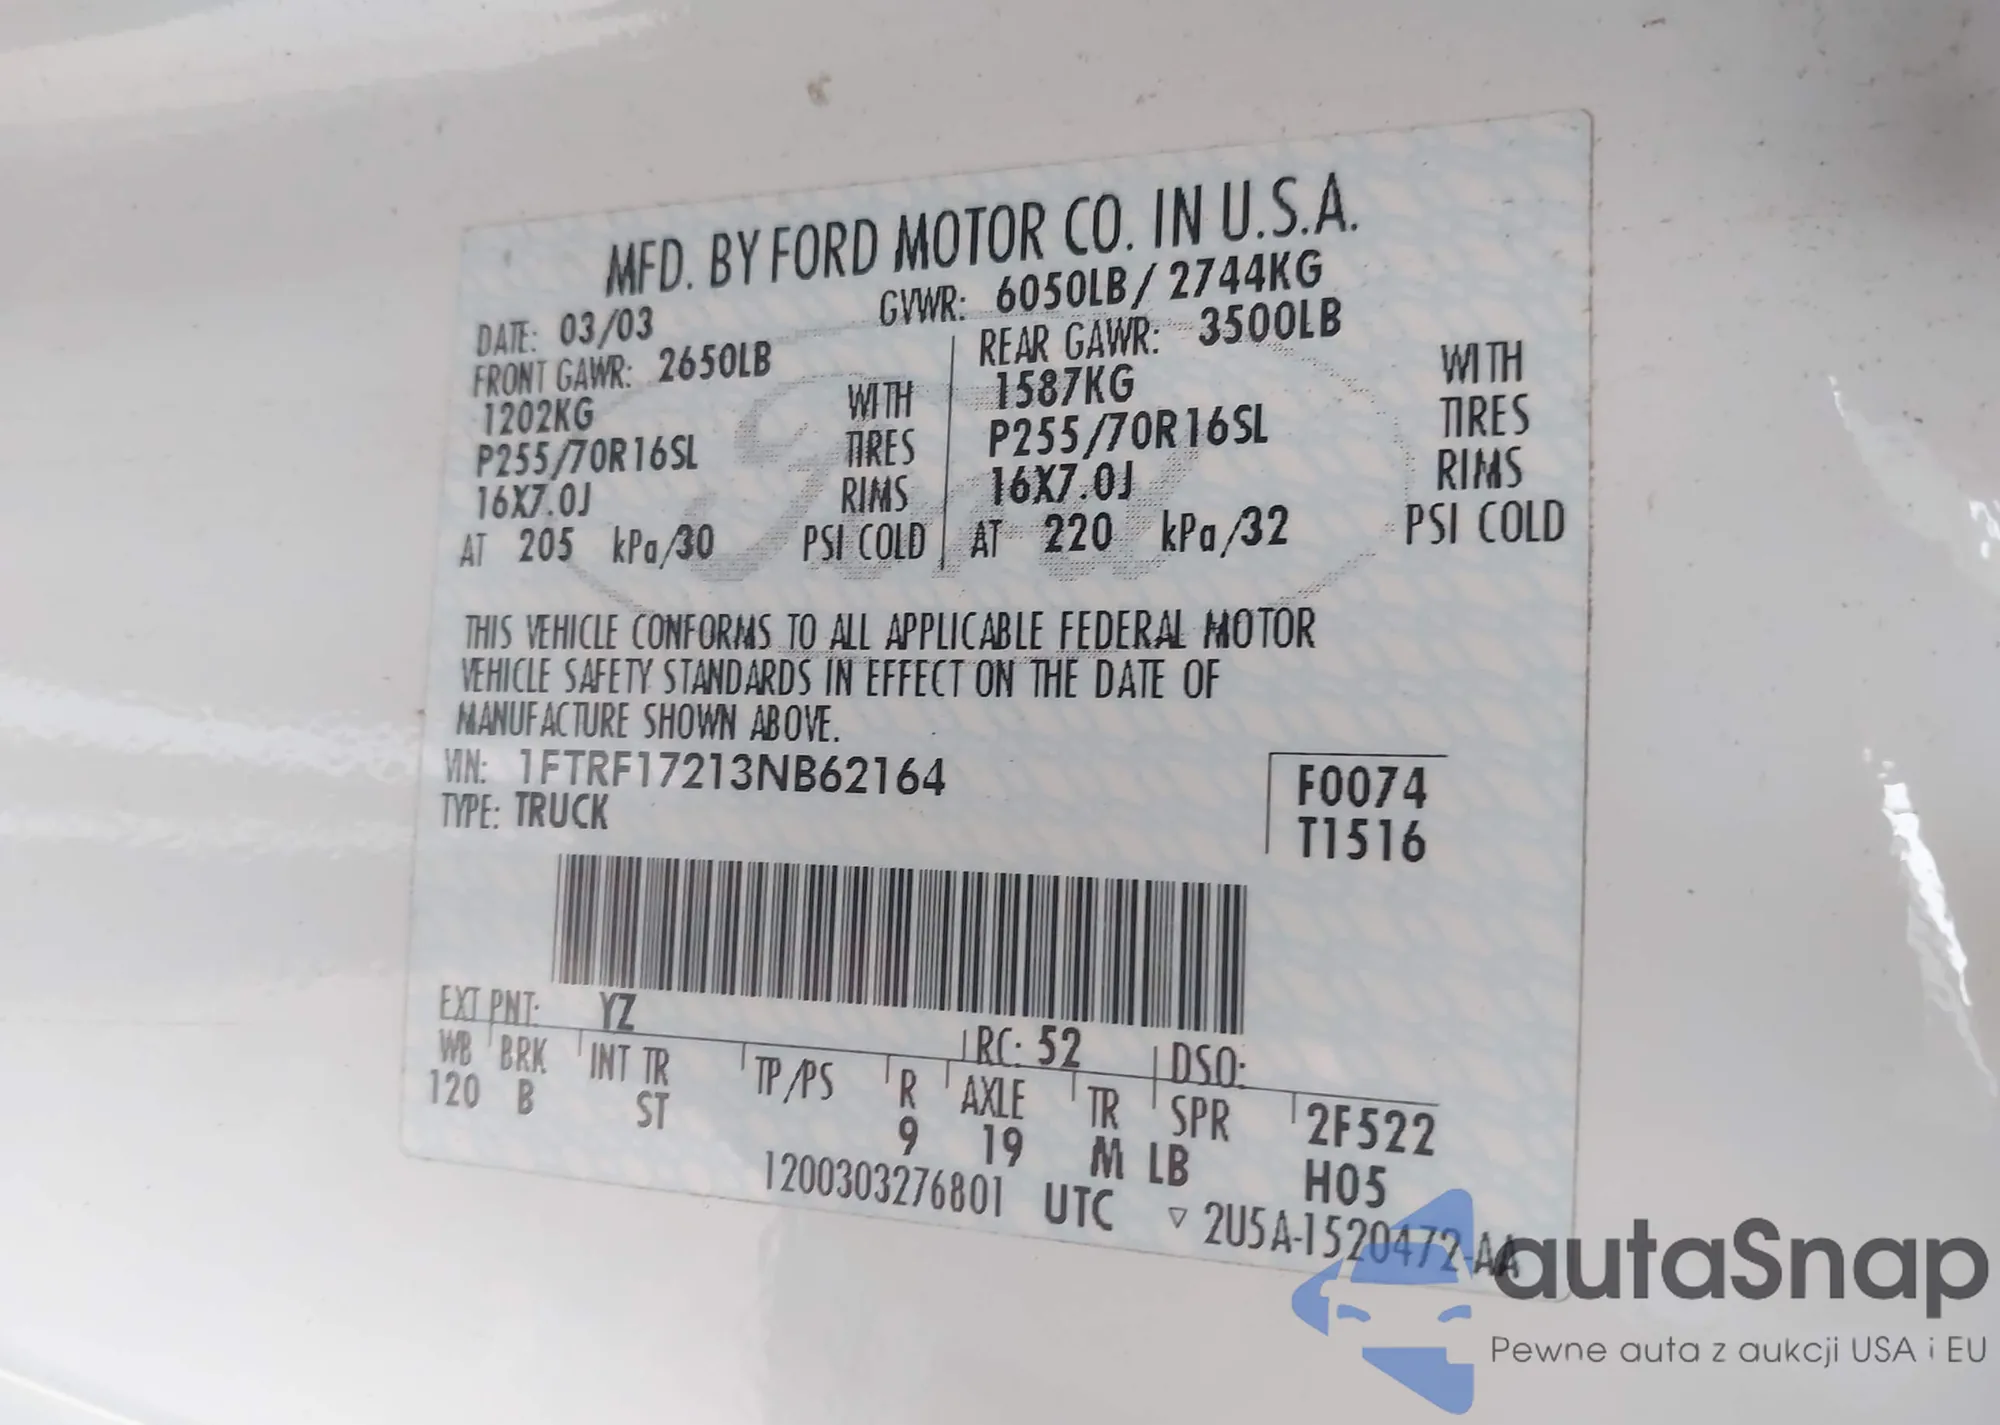 MFD. BY FORD MOTOR CO. IN U.S.A.
DATE: 03/03 GVWR: 6050LB / 2744KG
FRONT GAWR: 2650LB REAR GAWR: 3500LB
1202KG WITH 1587KG WITH
P255/70R16SL TIRES P255/70R16SL TIRES
16X7.0J RIMS 16X7.0J RIMS
AT 205 kPa/30 PSI COLD AT 220 kPa/32 PSI COLD
THIS VEHICLE CONFORMS TO ALL APPLICABLE FEDERAL MOTOR
VEHICLE SAFETY STANDARDS IN EFFECT ON THE DATE OF
MANUFACTURE SHOWN ABOVE.
VIN: 1FTRF17213NB62164 F0074
TYPE: TRUCK T1516
EXT PNT: YZ RC: 52 DSO:
WB BRK INT TR TP/PS R AXLE TR SPR 2F522
120 B ST 9 19 M LB H05
1200303276801 UTC ▽ 2U5A-1520472-AA
autaSnap
Pewne auta z aukcji USA i EU